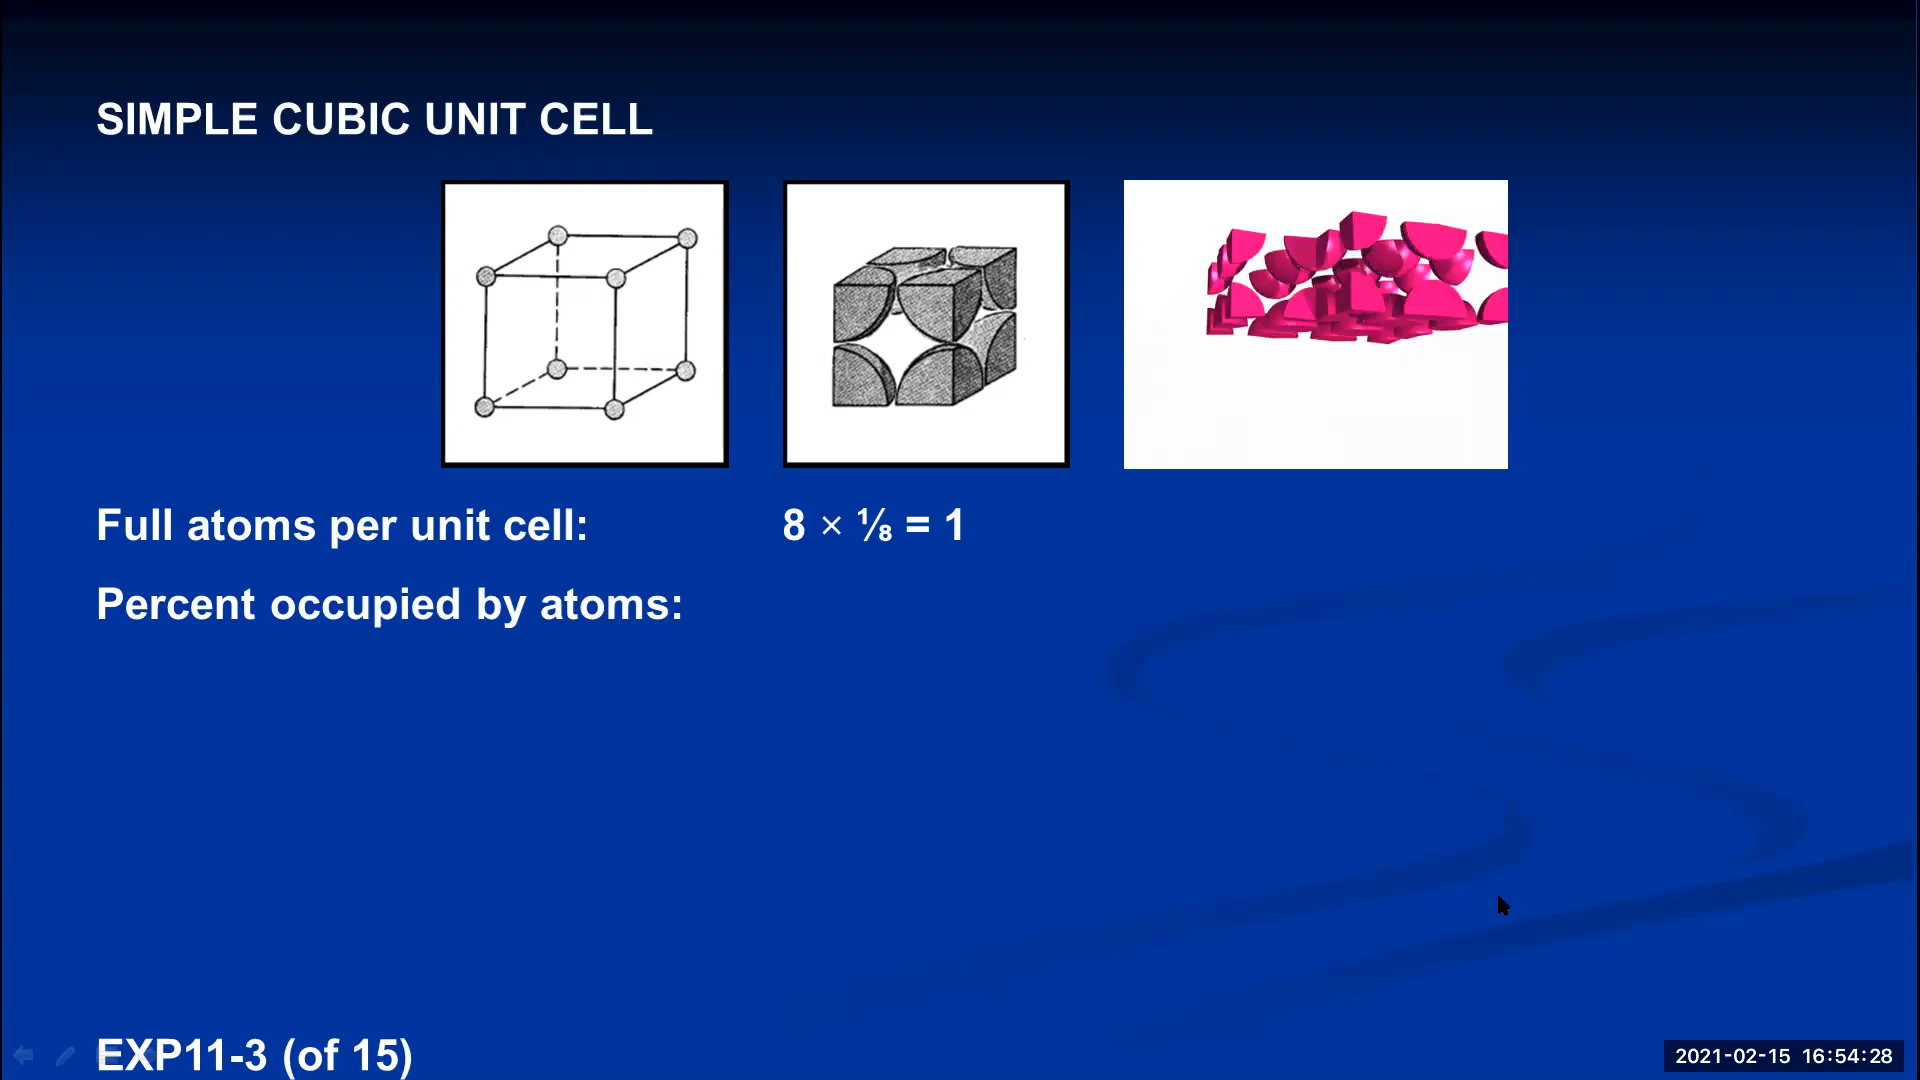 SIMPLE CUBIC UNIT CELL
Full atoms per unit cell: 8 × ⅛ = 1
Percent occupied by atoms:
EXP11-3 (of 15)
2021-02-15 16:54:28